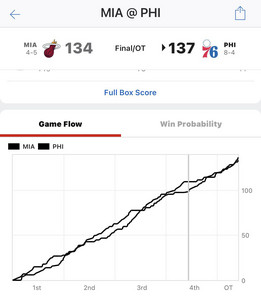 MIA @ PHI
MIA
4-5
134
Final/OT
137
76
PHI
8-4
Full Box Score
Game Flow
Win Probability
MIA
PHI
100
50
0
1st
2nd
3rd
4th
OT